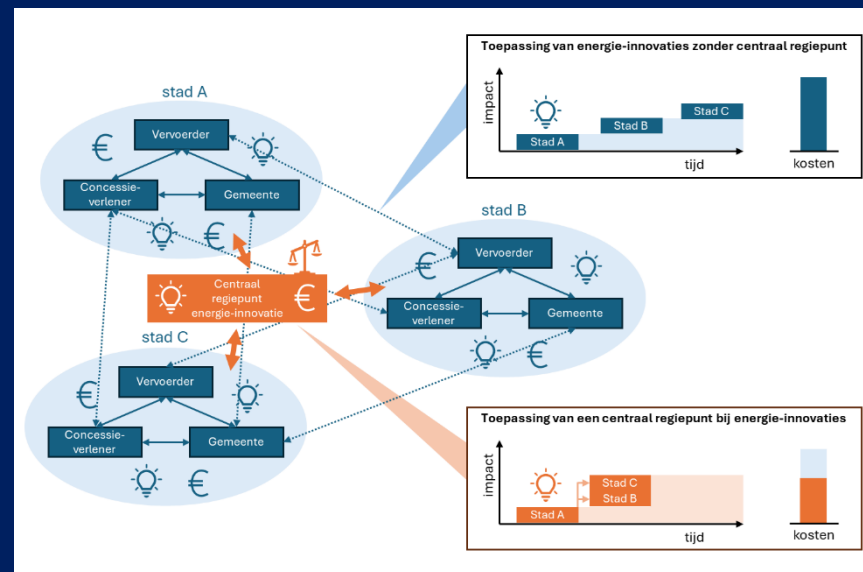 Toepassing van energie-innovaties zonder centraal regiepunt
impact
Stad A
Stad B
Stad C
tijd
kosten
stad A
Vervoerder
€
Concessie-
verlener
Gemeente
€
stad B
Vervoerder
€
Concessie-
verlener
Gemeente
€
Centraal
regiepunt
energie-innovatie
€
stad C
Vervoerder
€
Concessie-
verlener
Gemeente
€
Toepassing van een centraal regiepunt bij energie-innovaties
impact
Stad A
Stad C
Stad B
tijd
kosten